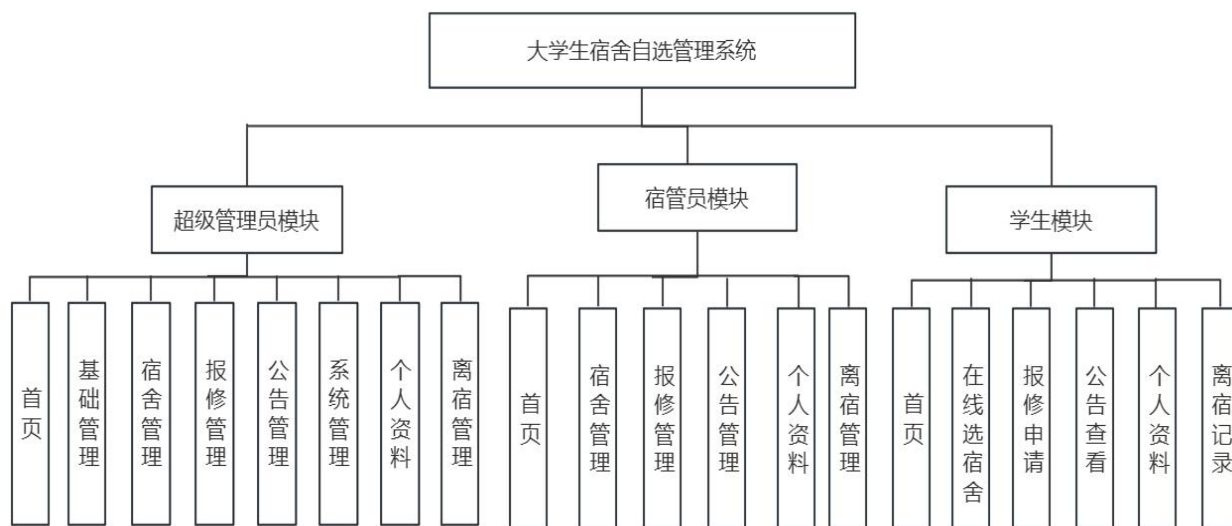 大学生宿舍自选管理系统
超级管理员模块
宿管员模块
学生模块
首页
基础管理
宿舍管理
报修管理
公告管理
系统管理
个人资料
离宿管理
首页
宿舍管理
报修管理
公告管理
个人资料
离宿管理
首页
在线选宿舍
报修申请
公告查看
个人资料
离宿记录